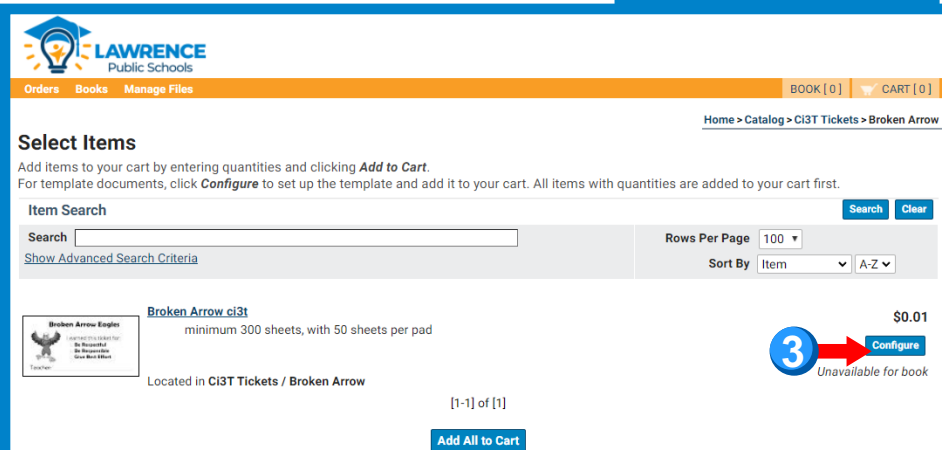 LAWRENCE
Public Schools
Orders Books Manage Files BOOK [ 0 ] CART [ 0 ]
Home > Catalog > Ci3T Tickets > Broken Arrow
Select Items
Add items to your cart by entering quantities and clicking Add to Cart.
For template documents, click Configure to set up the template and add it to your cart. All items with quantities are added to your cart first.
Item Search Search Clear
Search Rows Per Page 100
Show Advanced Search Criteria Sort By Item A-Z
Broken Arrow ci3t $0.01
minimum 300 sheets, with 50 sheets per pad
Broken Arrow Eagles
I earned this ticket for:
Be Respectful
Be Responsible
Give Best Effort
Teacher:
3 Configure
Unavailable for book
Located in Ci3T Tickets / Broken Arrow
[1-1] of [1]
Add All to Cart